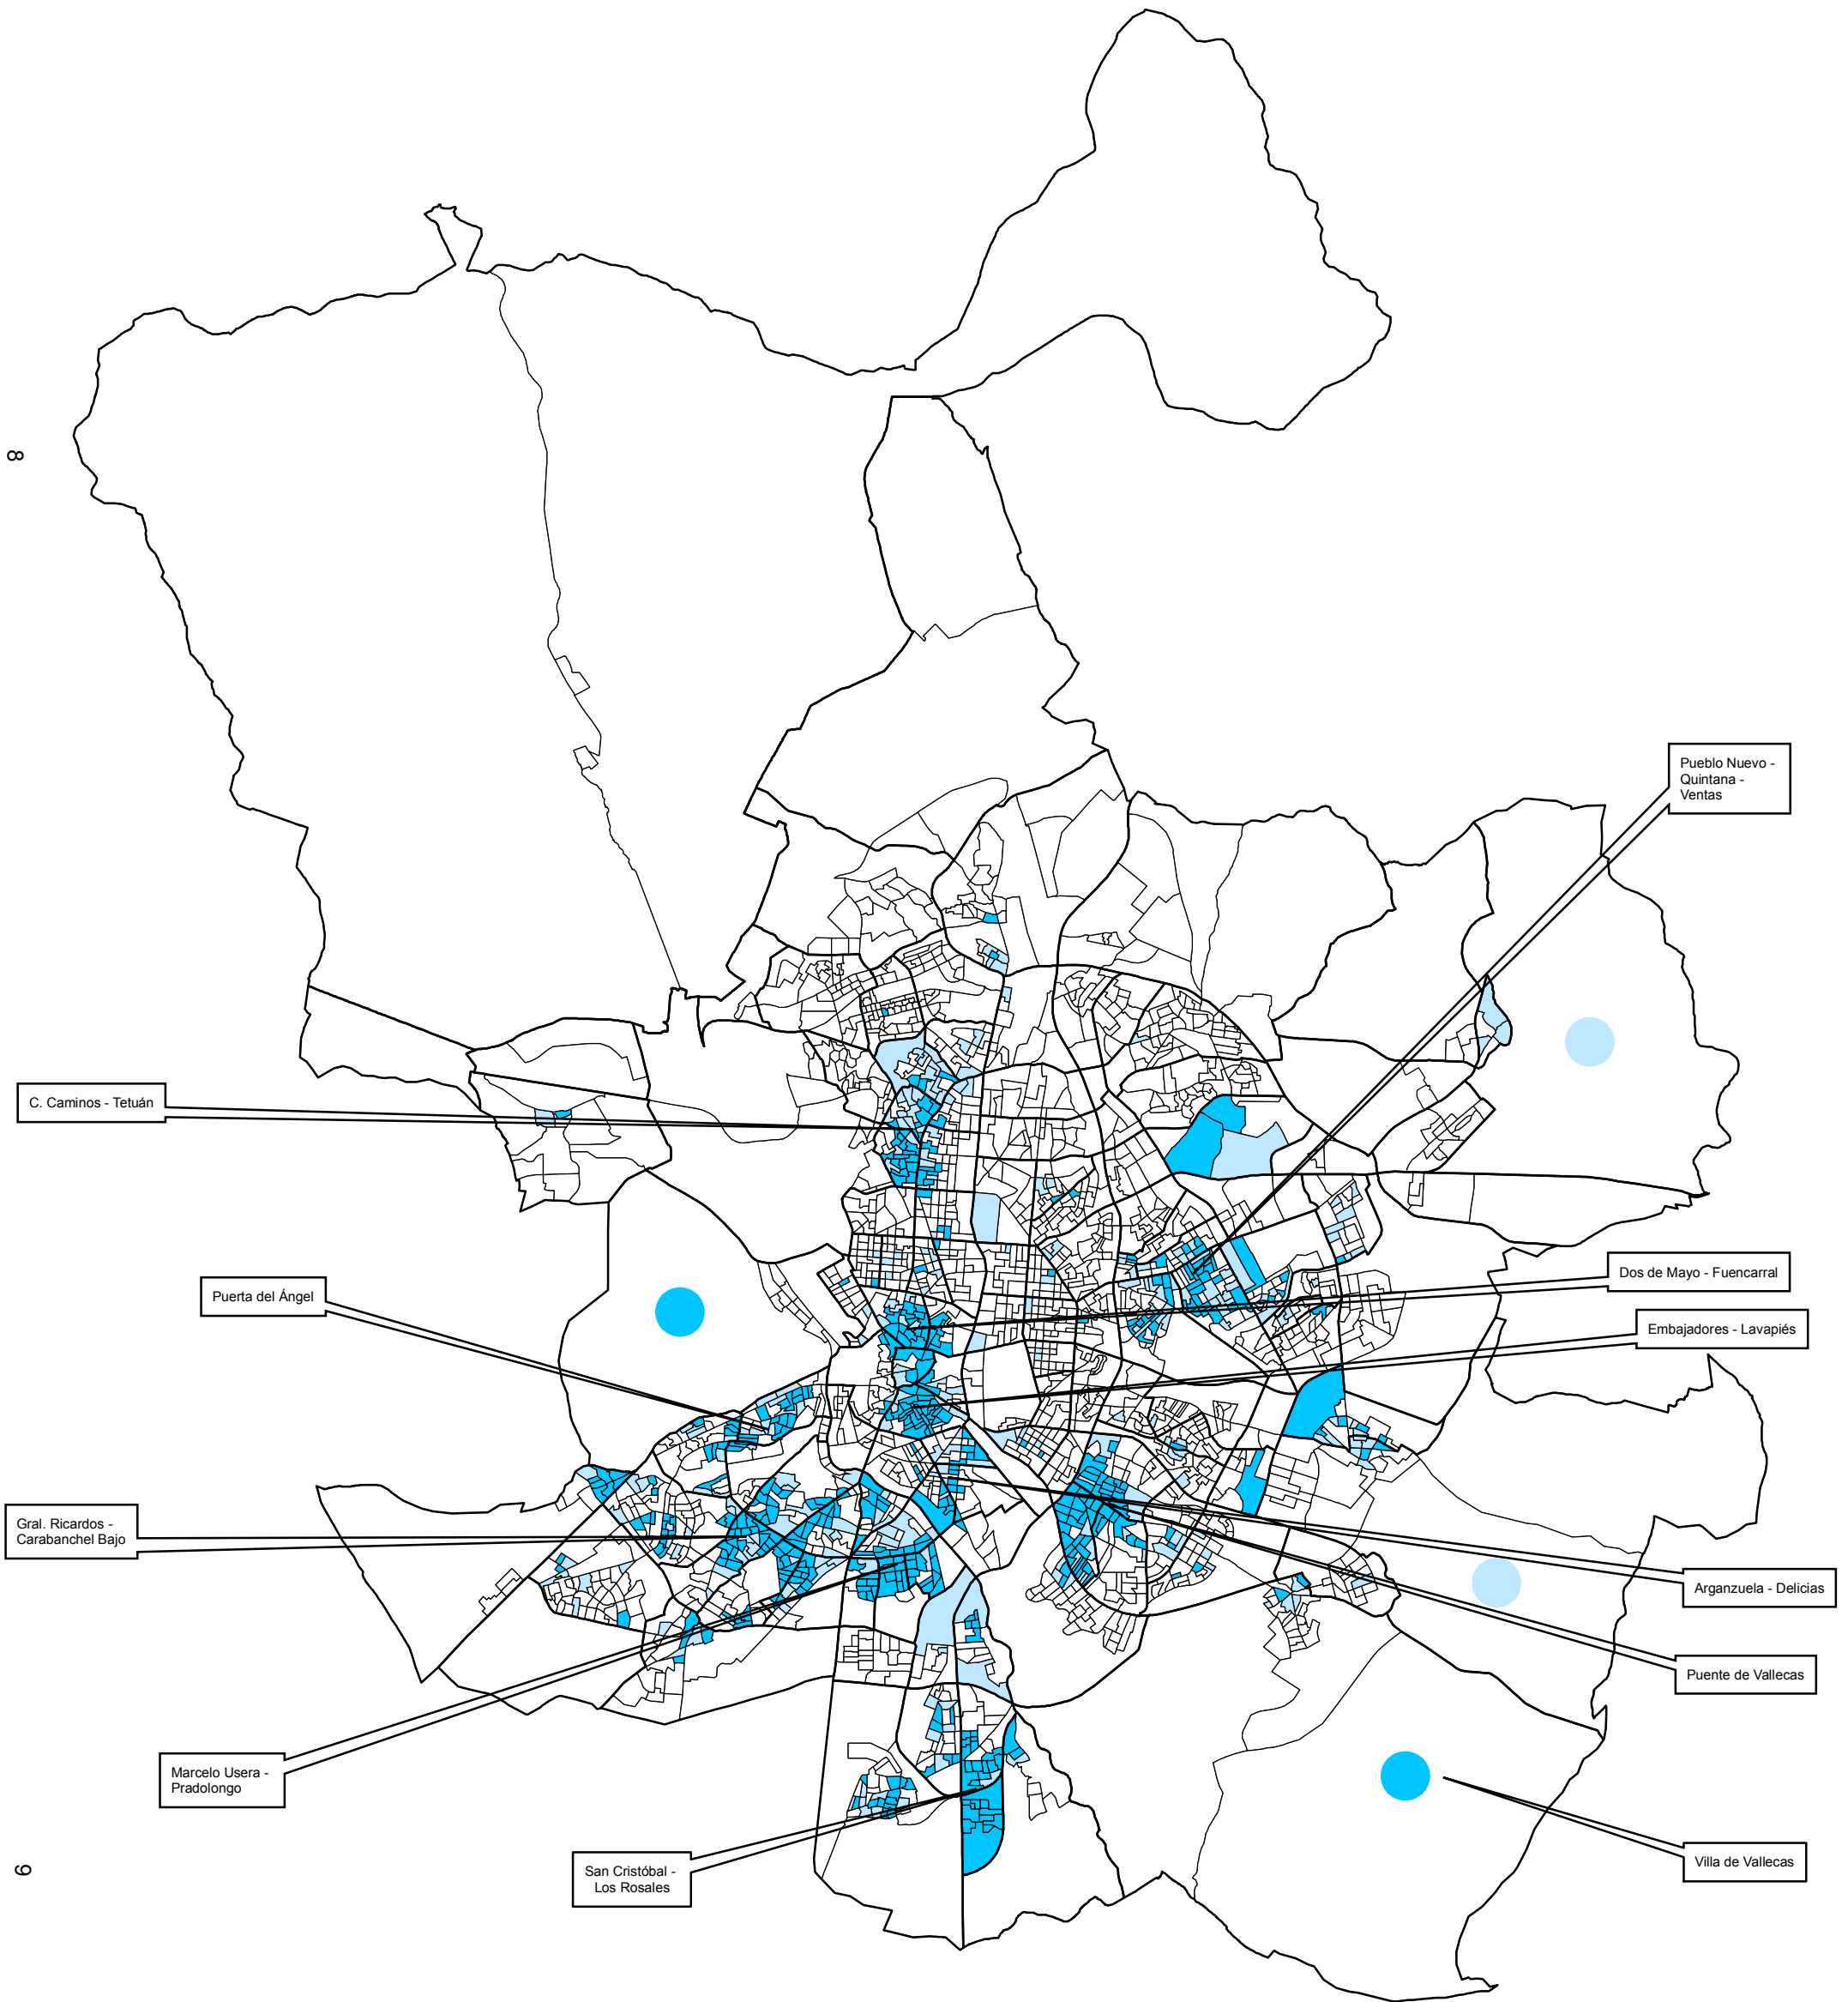 8
Pueblo Nuevo -
Quintana -
Ventas
C. Caminos - Tetuán
Dos de Mayo - Fuencarral
Puerta del Ángel
Embajadores - Lavapiés
Gral. Ricardos -
Carabanchel Bajo
Arganzuela - Delicias
Puente de Vallecas
Marcelo Usera -
Pradolongo
Villa de Vallecas
San Cristóbal -
Los Rosales
9